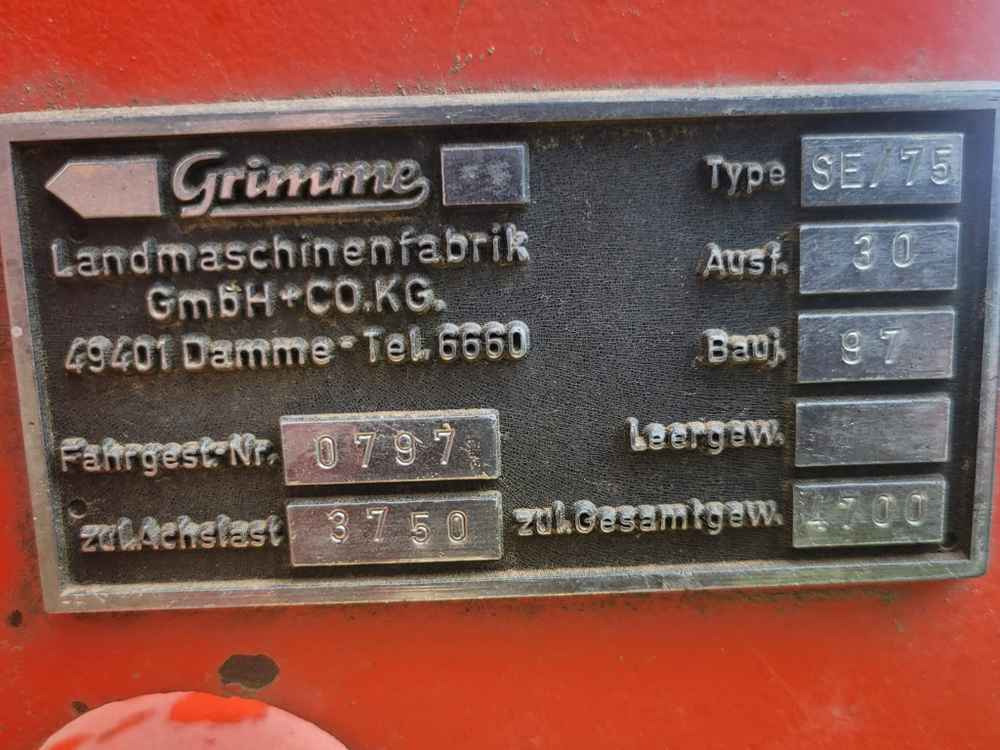 Grimme
Landmaschinenfabrik
GmbH+CO.KG.
49401 Damme-Tel. 6660
Fahrgest-Nr. 0797
zul.Achslast 3750
Type SE/75
Ausf. 30
Bauj. 97
Leergew.
zul.Gesamtgew. 4700